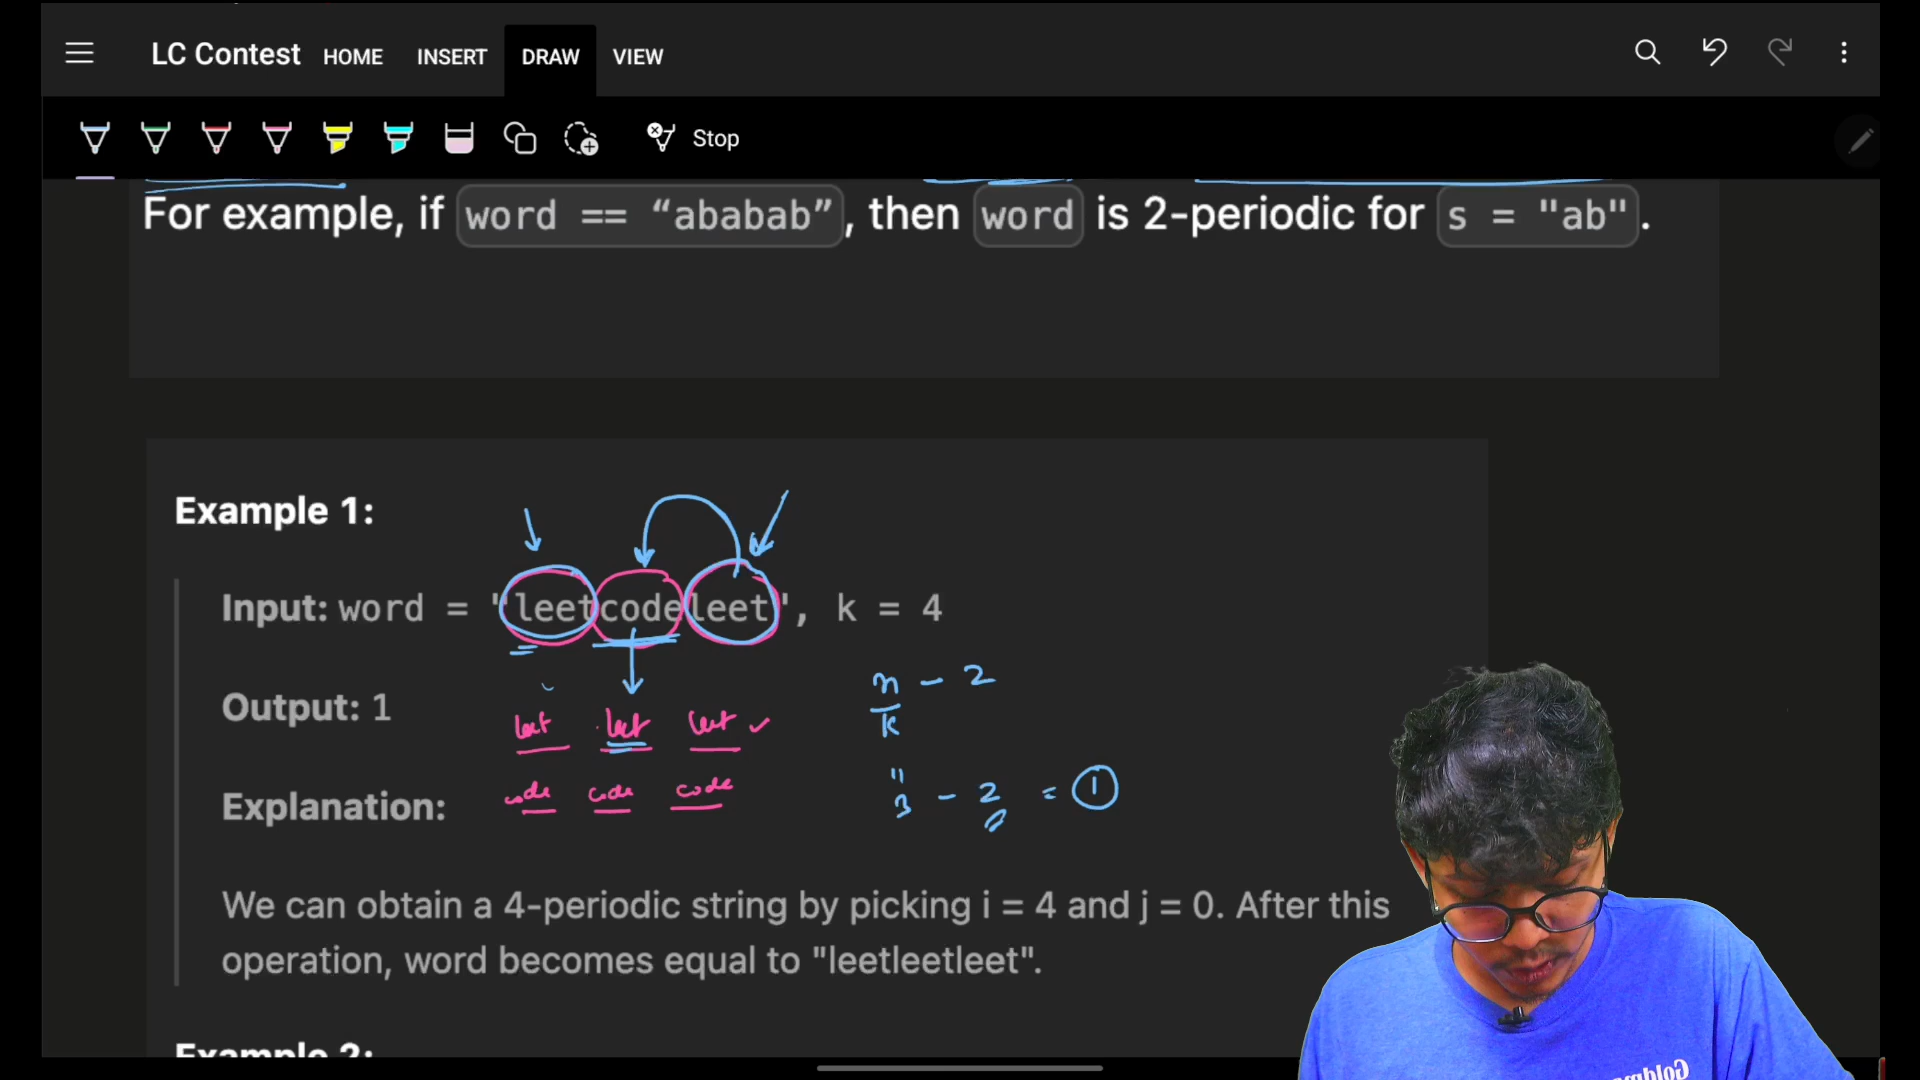 LC Contest HOME INSERT DRAW VIEW
Stop
For example, if word == “ababab”, then word is 2-periodic for s = "ab".
Example 1:
Input: word = "leetcodeleet", k = 4
n/k - 2
Output: 1
leet leet leet ✓
3 - 2 = 1
code code code
Explanation:
We can obtain a 4-periodic string by picking i = 4 and j = 0. After this
operation, word becomes equal to "leetleetleet".
Example 2: